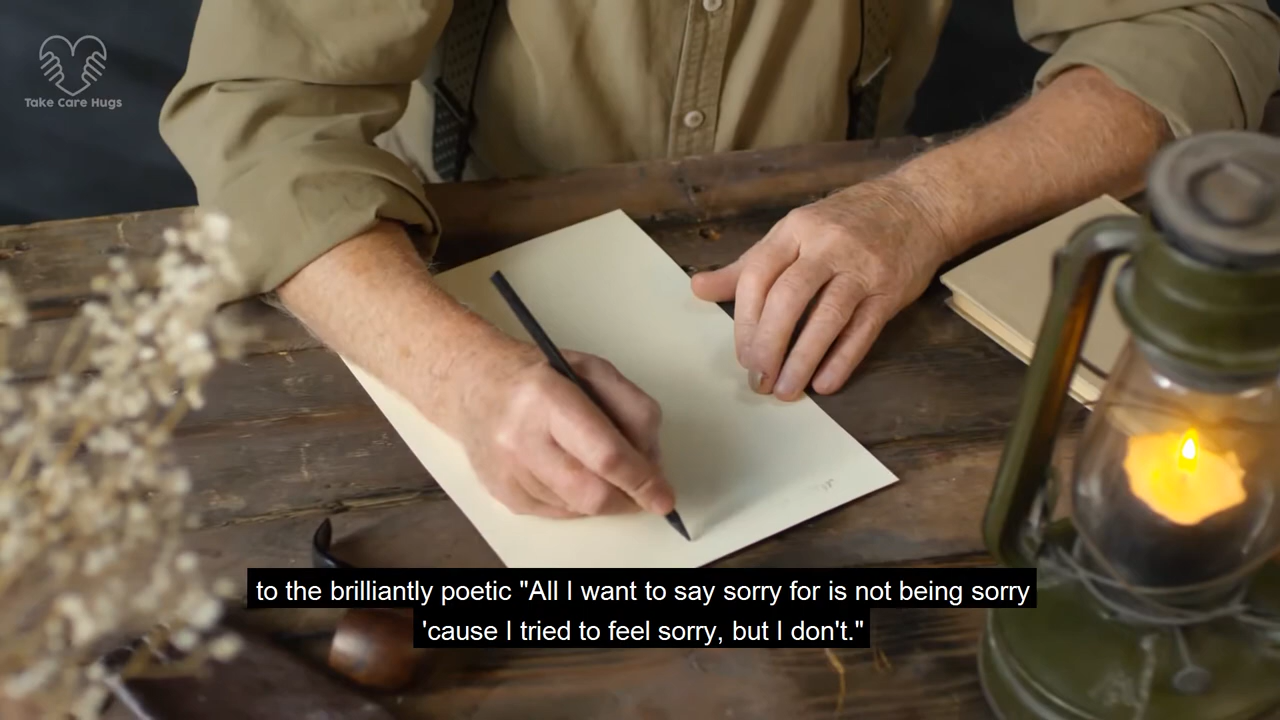 Take Care Hugs
to the brilliantly poetic "All I want to say sorry for is not being sorry
'cause I tried to feel sorry, but I don't."